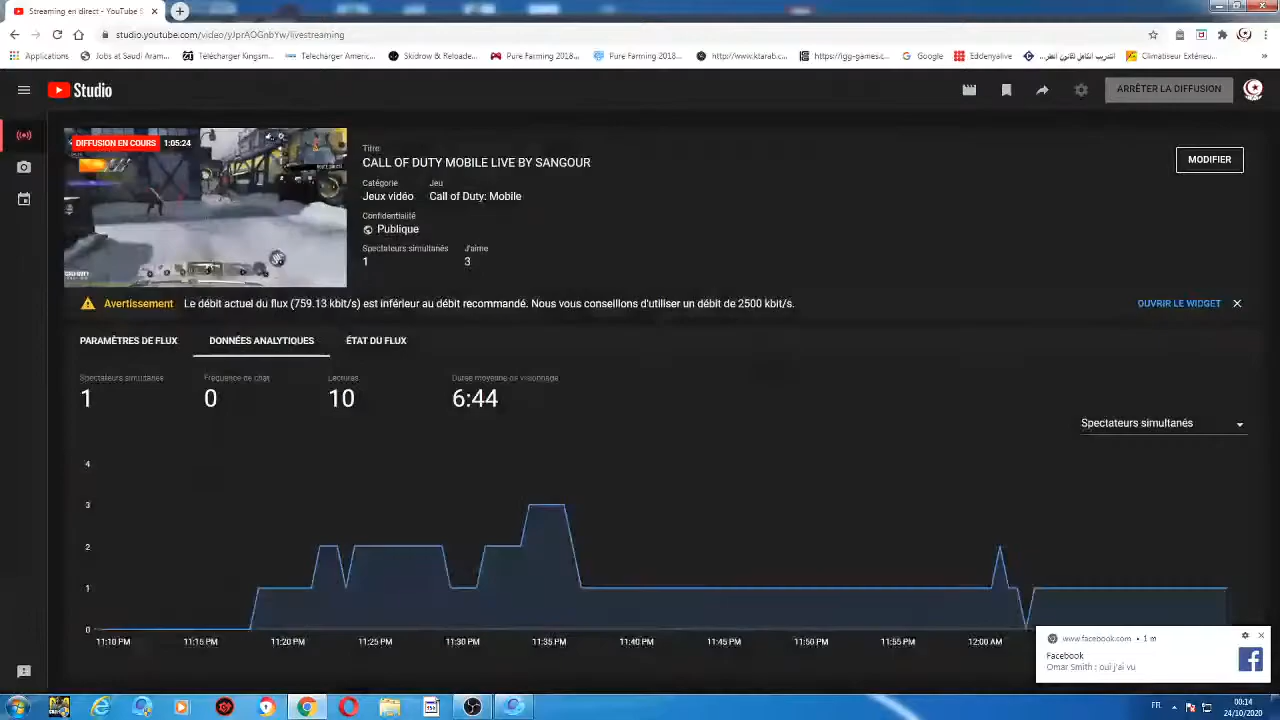 Streaming en direct - YouTube S
studio.youtube.com/video/yJprAOGnbYw/livestreaming
Applications
Jobs at Saudi Aram...
Télécharger Kingsm...
Telecharger Americ...
Skidrow & Reloade...
Pure Farming 2018...
Pure Farming 2018...
http://www.ktarab.c...
https://igg-games.c...
Google
Eddenyalive
Climatiseur Extérieu...
Studio
ARRÊTER LA DIFFUSION
DIFFUSION EN COURS 1:05:24
Titre
CALL OF DUTY MOBILE LIVE BY SANGOUR
MODIFIER
Catégorie Jeu
Jeux vidéo Call of Duty: Mobile
Confidentialité
Publique
Spectateurs simultanés J'aime
1 3
Avertissement Le débit actuel du flux (759.13 kbit/s) est inférieur au débit recommandé. Nous vous conseillons d'utiliser un débit de 2500 kbit/s.
OUVRIR LE WIDGET
PARAMÈTRES DE FLUX DONNÉES ANALYTIQUES ÉTAT DU FLUX
Spectateurs simultanés Fréquence de chat Lectures Durée moyenne de visionnage
1 0 10 6:44
Spectateurs simultanés
4
3
2
1
0
11:10 PM 11:15 PM 11:20 PM 11:25 PM 11:30 PM 11:35 PM 11:40 PM 11:45 PM 11:50 PM 11:55 PM 12:00 AM
www.facebook.com • 1 m
Facebook
Omar Smith : oui j'ai vu
FR
00:14
24/10/2020